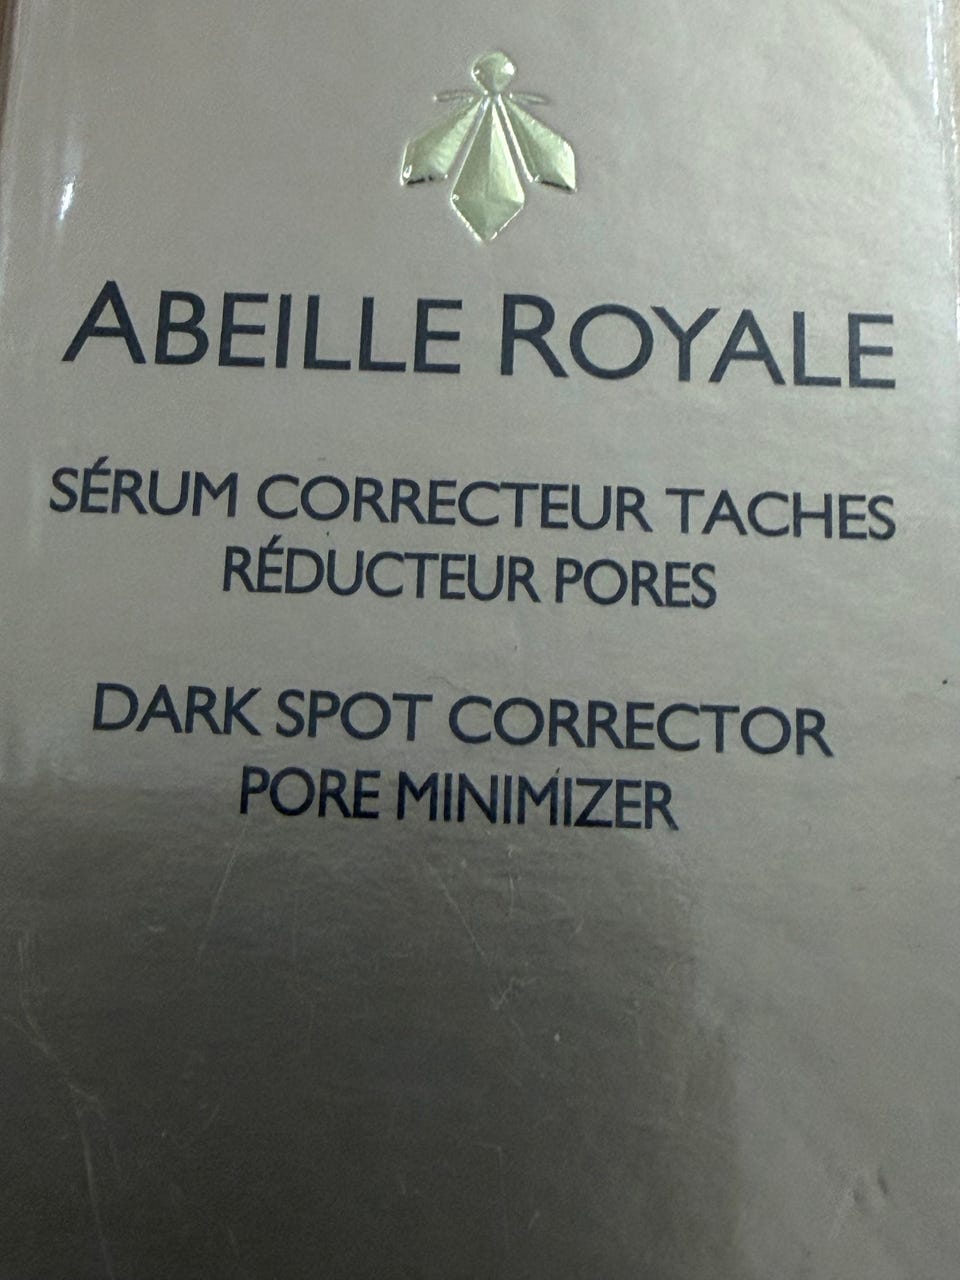 ABEILLE ROYALE
SÉRUM CORRECTEUR TACHES
RÉDUCTEUR PORES
DARK SPOT CORRECTOR
PORE MINIMIZER